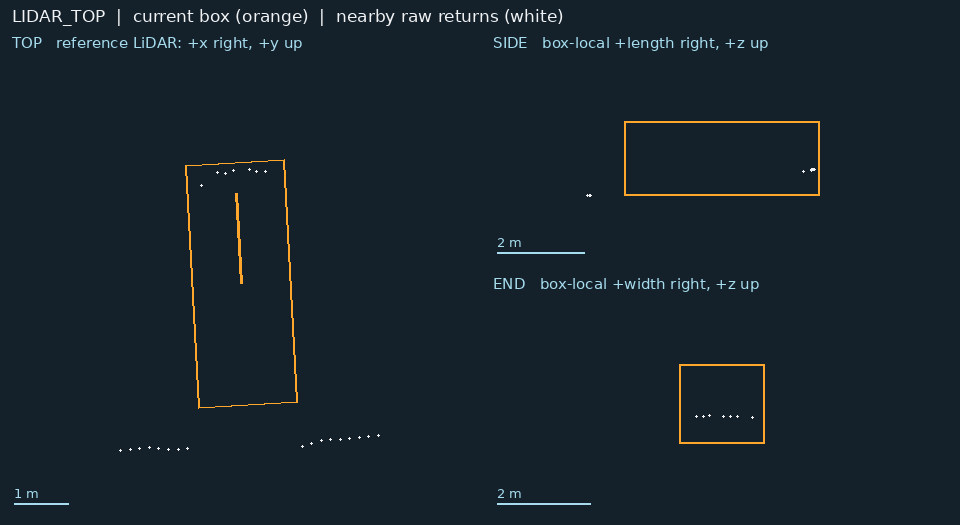 LIDAR_TOP  |  current box (orange)  |  nearby raw returns (white)
TOP   reference LiDAR: +x right, +y up
SIDE   box-local +length right, +z up
2 m
END   box-local +width right, +z up
1 m
2 m